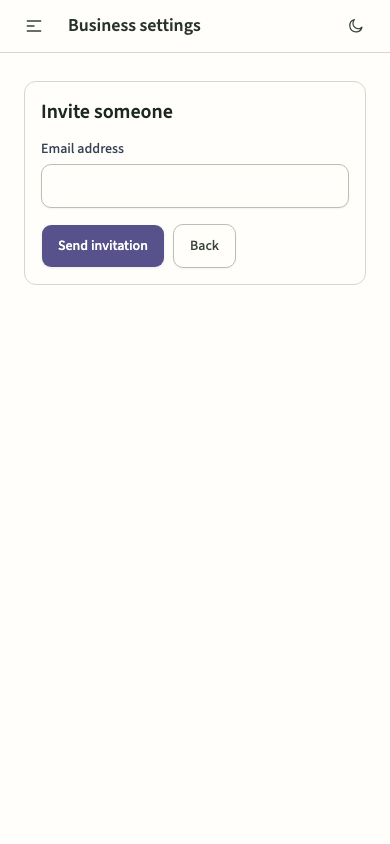 Business settings
Invite someone
Email address
Send invitation
Back